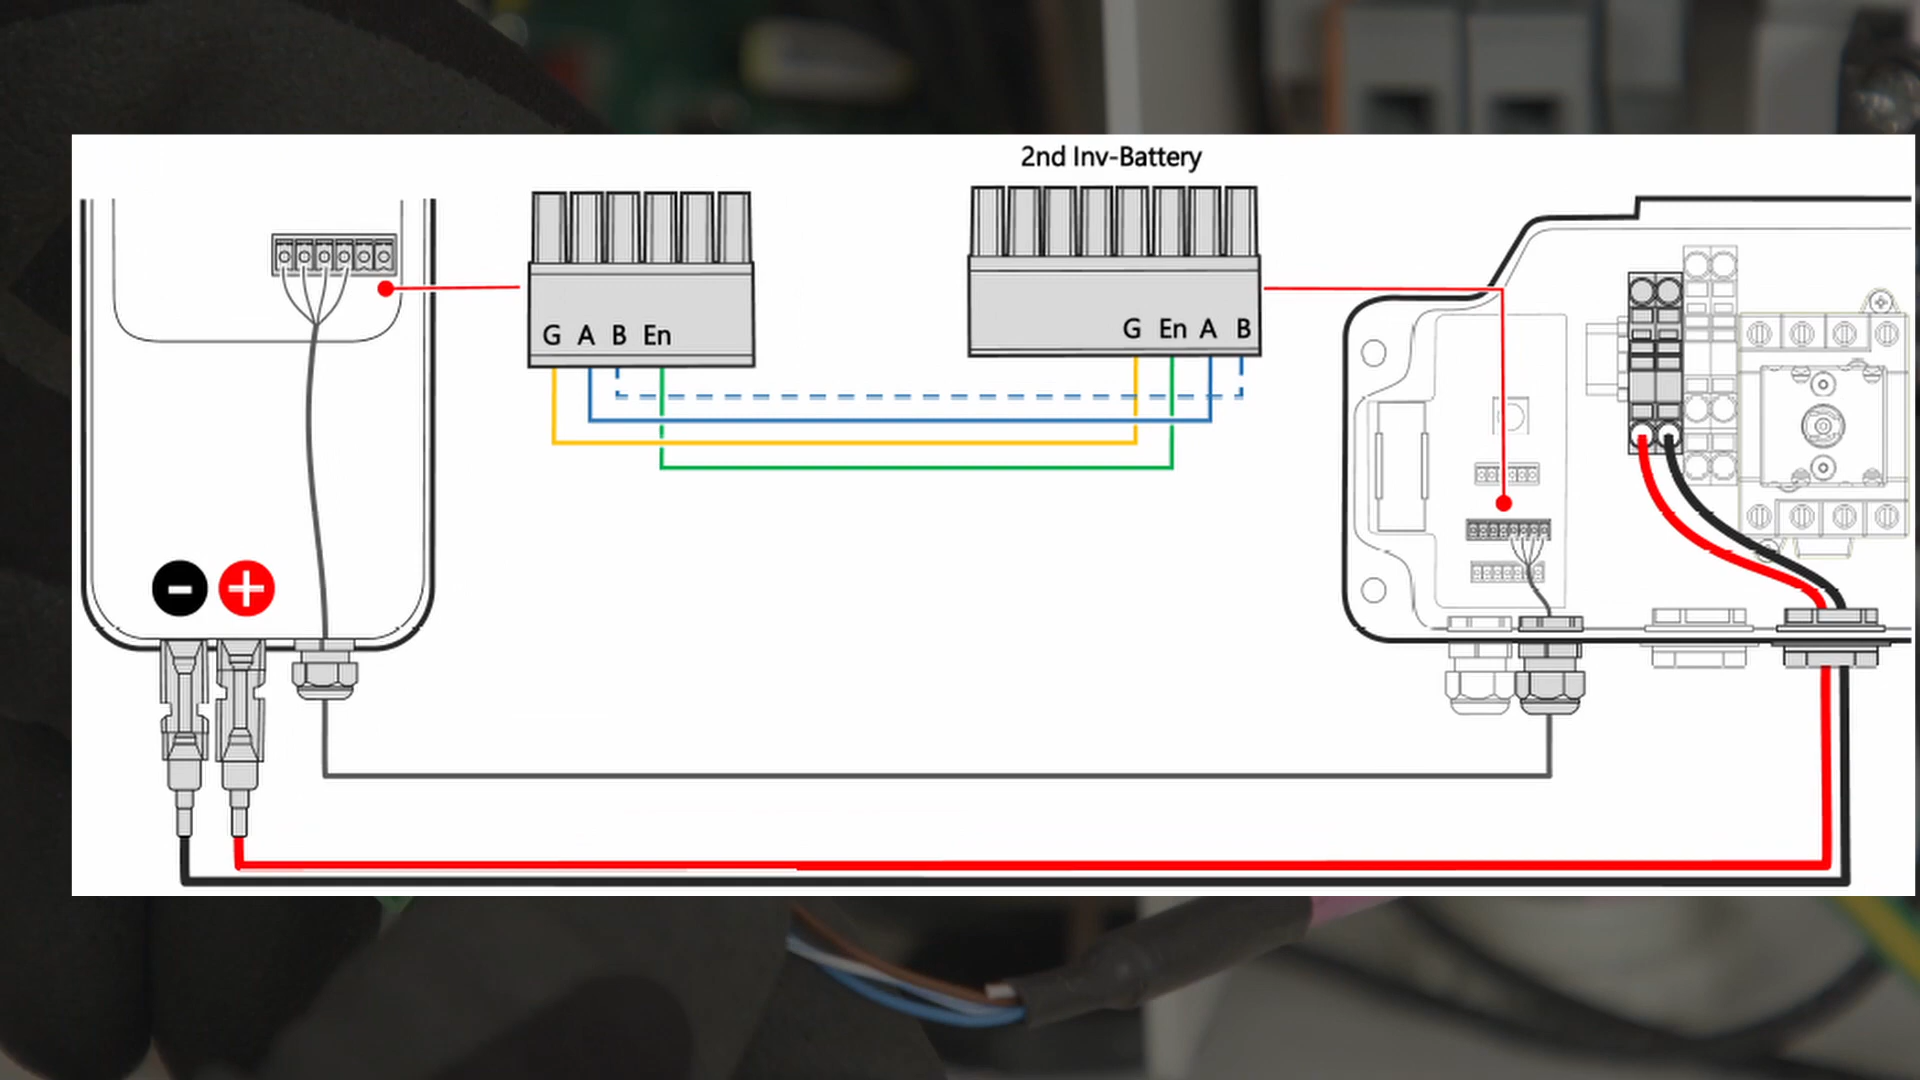 2nd Inv-Battery
G A B En
G En A B
- +